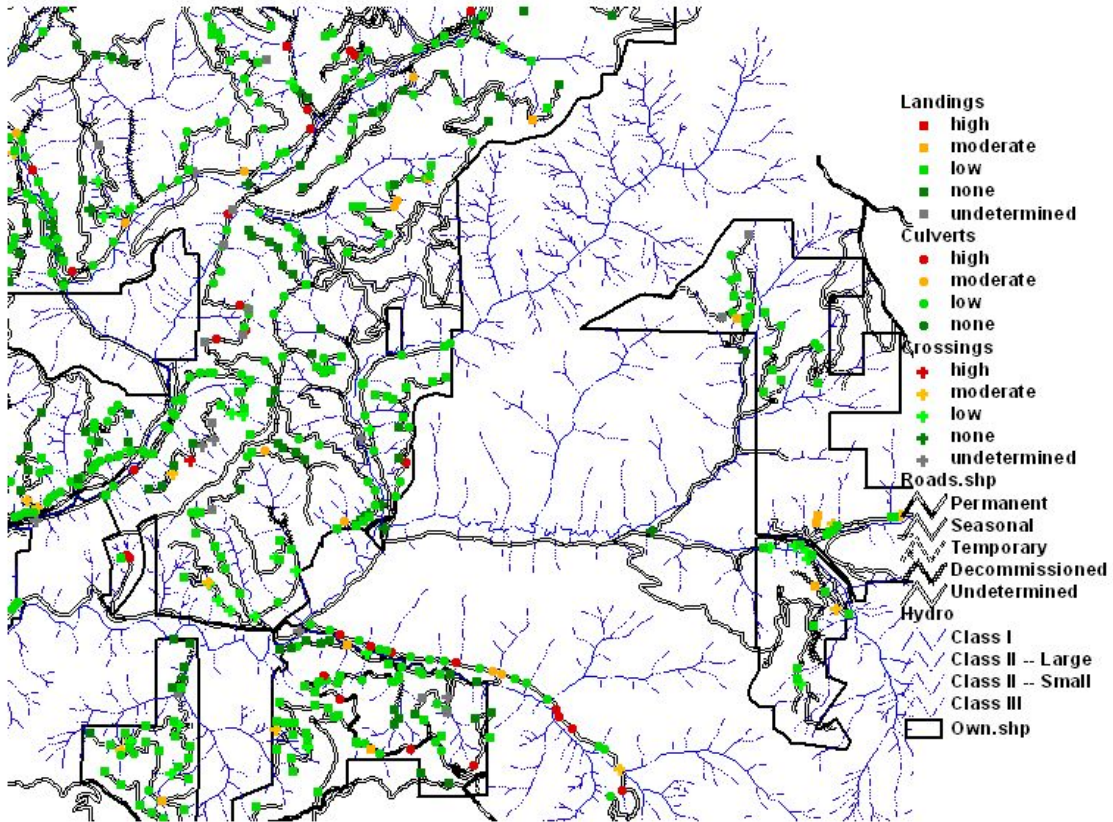 Landings
high
moderate
low
none
undetermined
Culverts
high
moderate
low
none
Crossings
high
moderate
low
none
undetermined
Roads.shp
Permanent
Seasonal
Temporary
Decommissioned
Undetermined
Hydro
Class I
Class II -- Large
Class II -- Small
Class III
Own.shp